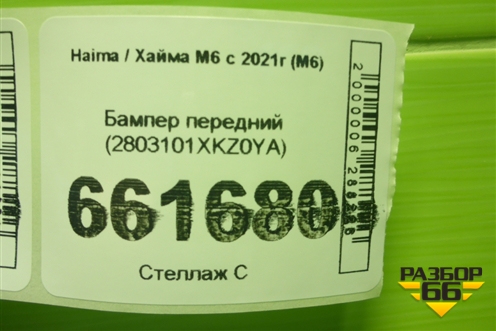 Haima / Хайма М6 с 2021г (М6)
Бампер передний
(2803101XKZ0YA)
661680
Стеллаж С
РАЗБОР
66